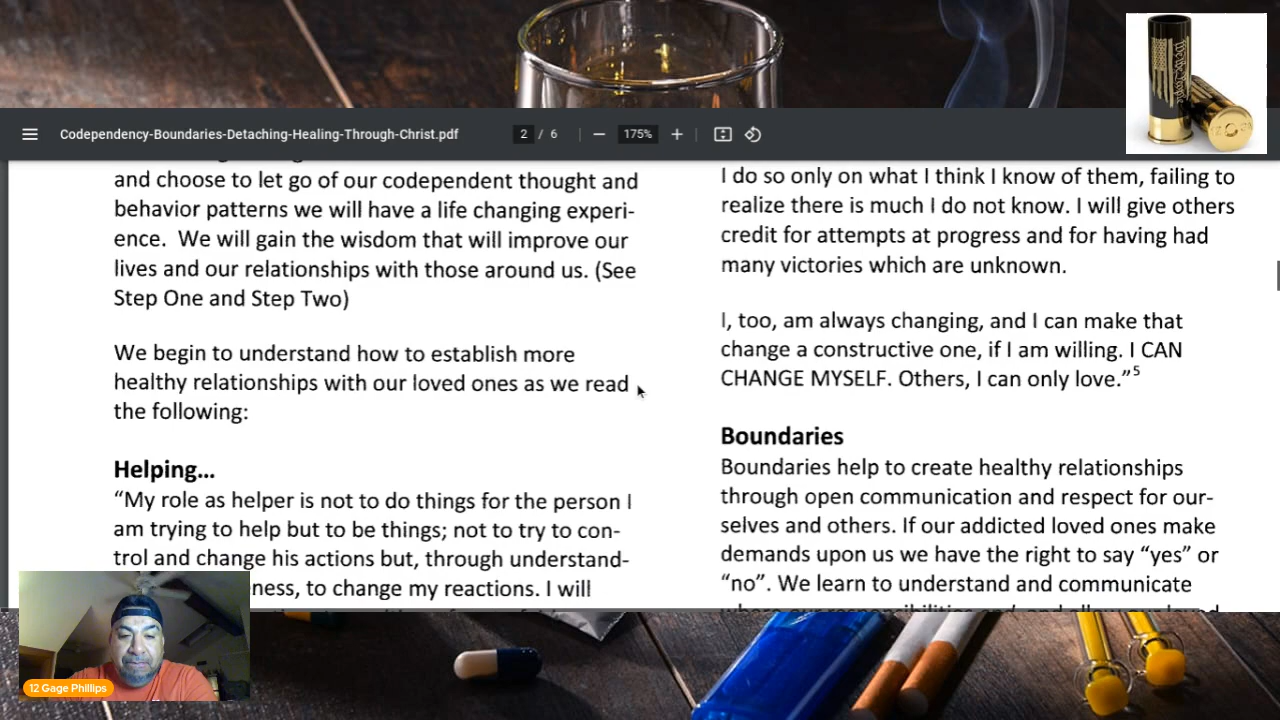 Codependency-Boundaries-Detaching-Healing-Through-Christ.pdf
2 / 6
175%
and choose to let go of our codependent thought and
behavior patterns we will have a life changing experi-
ence.  We will gain the wisdom that will improve our
lives and our relationships with those around us. (See
Step One and Step Two)
We begin to understand how to establish more
healthy relationships with our loved ones as we read
the following:
Helping...
“My role as helper is not to do things for the person I
am trying to help but to be things; not to try to con-
trol and change his actions but, through understand-
ness, to change my reactions. I will
I do so only on what I think I know of them, failing to
realize there is much I do not know. I will give others
credit for attempts at progress and for having had
many victories which are unknown.
I, too, am always changing, and I can make that
change a constructive one, if I am willing. I CAN
CHANGE MYSELF. Others, I can only love.”5
Boundaries
Boundaries help to create healthy relationships
through open communication and respect for our-
selves and others. If our addicted loved ones make
demands upon us we have the right to say “yes” or
“no”. We learn to understand and communicate
We the People
12 Gage Phillips